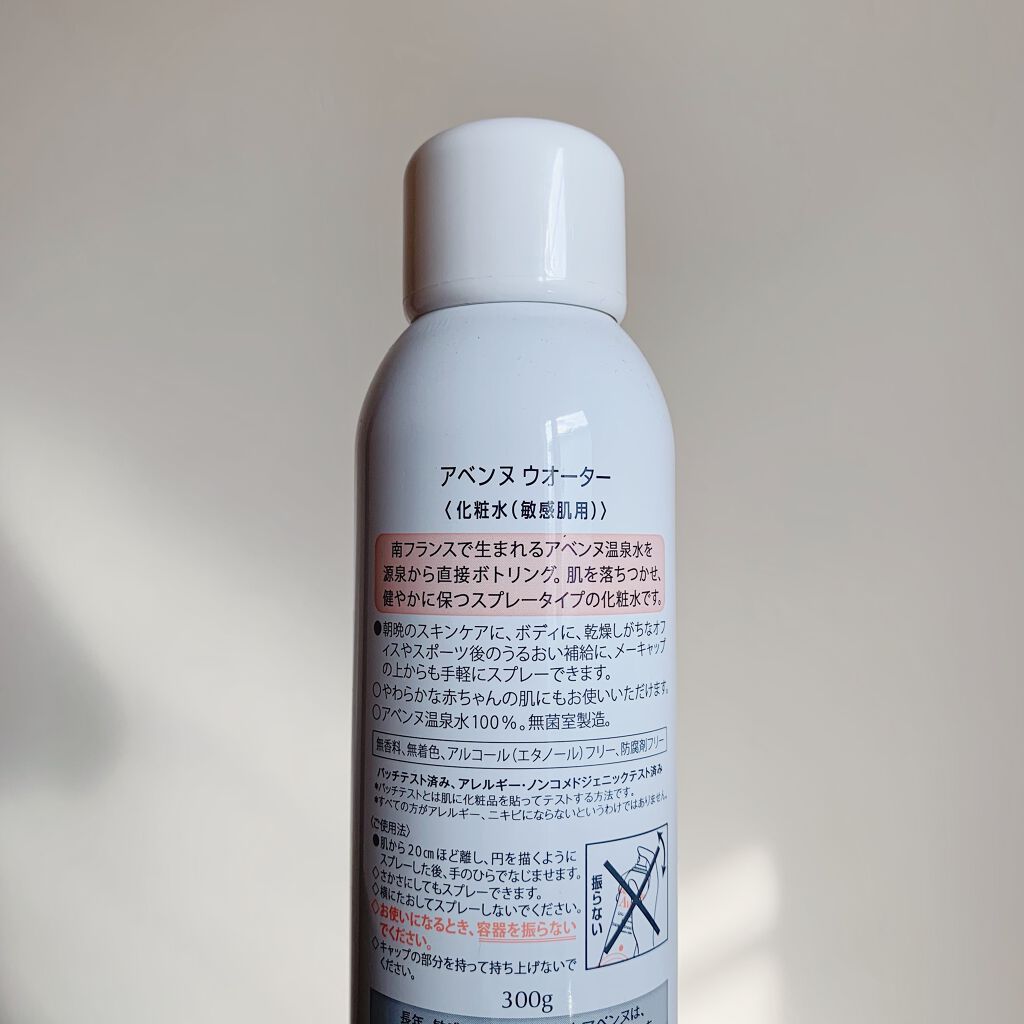 アベンヌ ウオーター
〈化粧水(敏感肌用)〉
南フランスで生まれるアベンヌ温泉水を
源泉から直接ボトリング。肌を落ちつかせ、
健やかに保つスプレータイプの化粧水です。
●朝晩のスキンケアに、ボディに、乾燥しがちなオフ
ィスやスポーツ後のうるおい補給に、メーキャップ
の上からも手軽にスプレーできます。
○やわらかな赤ちゃんの肌にもお使いいただけます。
○アベンヌ温泉水100%。無菌室製造。
無香料、無着色、アルコール(エタノール)フリー、防腐剤フリー
パッチテスト済み、アレルギー・ノンコメドジェニックテスト済み
*パッチテストとは肌に化粧品を貼ってテストする方法です。
*すべての方がアレルギー、ニキビにならないというわけではありません。
〈ご使用法〉
●肌から20cmほど離し、円を描くように
スプレーした後、手のひらでなじませます。
◇さかさにしてもスプレーできます。
◇横にたおしてスプレーしないでください。
◇お使いになるとき、容器を振らない
でください。
◇キャップの部分を持って持ち上げないで
ください。
振らない
300g
長年、敏
アベンヌは、